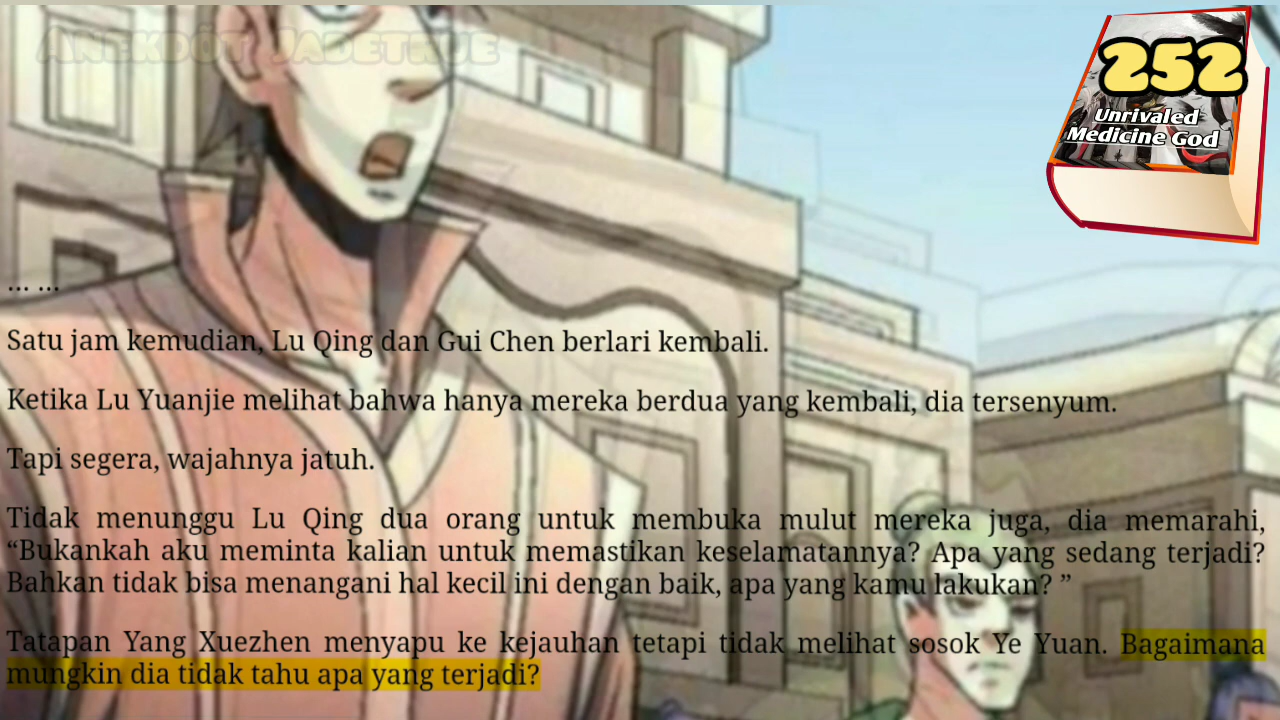 Anekdot Jadetrue
252
Unrivaled
Medicine God
... ...
Satu jam kemudian, Lu Qing dan Gui Chen berlari kembali.
Ketika Lu Yuanjie melihat bahwa hanya mereka berdua yang kembali, dia tersenyum.
Tapi segera, wajahnya jatuh.
Tidak menunggu Lu Qing dua orang untuk membuka mulut mereka juga, dia memarahi,
“Bukankah aku meminta kalian untuk memastikan keselamatannya? Apa yang sedang terjadi?
Bahkan tidak bisa menangani hal kecil ini dengan baik, apa yang kamu lakukan? ”
Tatapan Yang Xuezhen menyapu ke kejauhan tetapi tidak melihat sosok Ye Yuan. Bagaimana
mungkin dia tidak tahu apa yang terjadi?